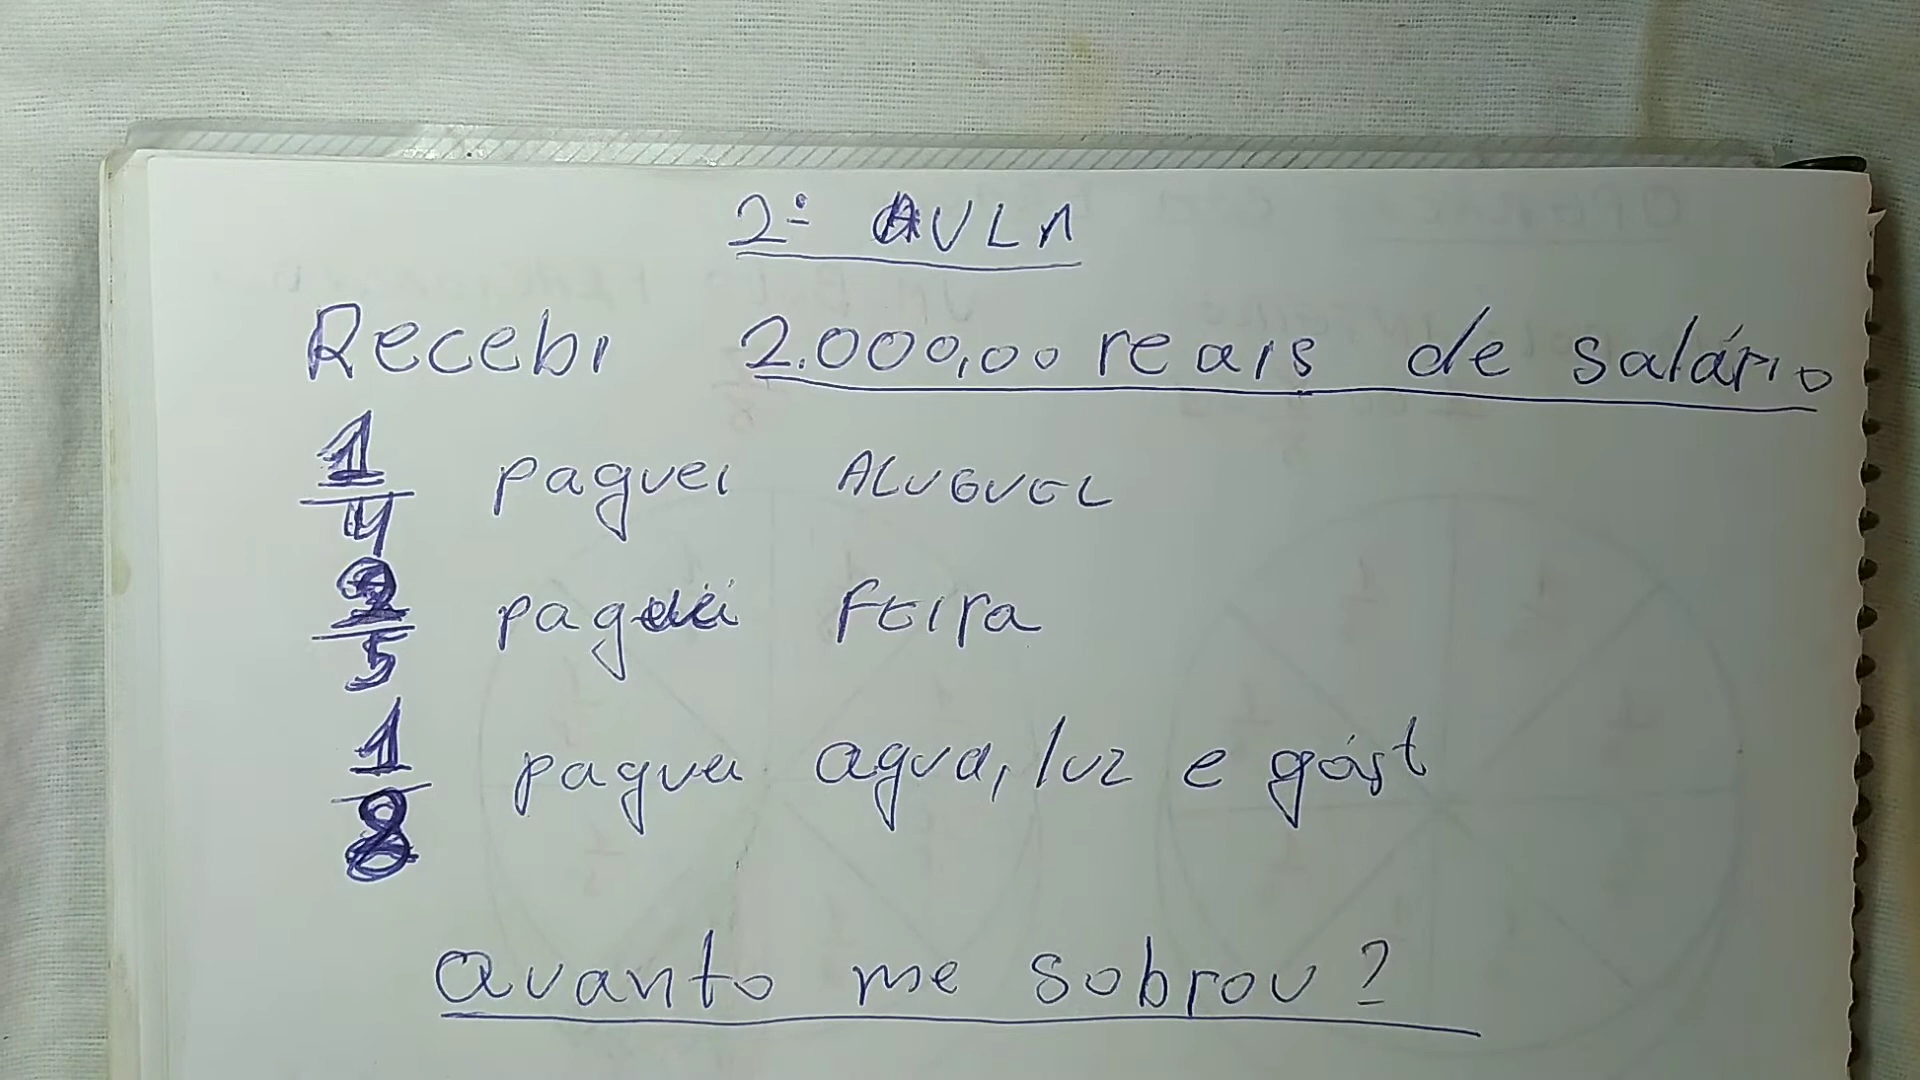 2ª AULA
Recebi 2.000,00 reais de salário
1/4 paguei ALUGUEL
2/5 paguei FEIRA
1/8 paguei agua, luz e gást
Quanto me sobrou?